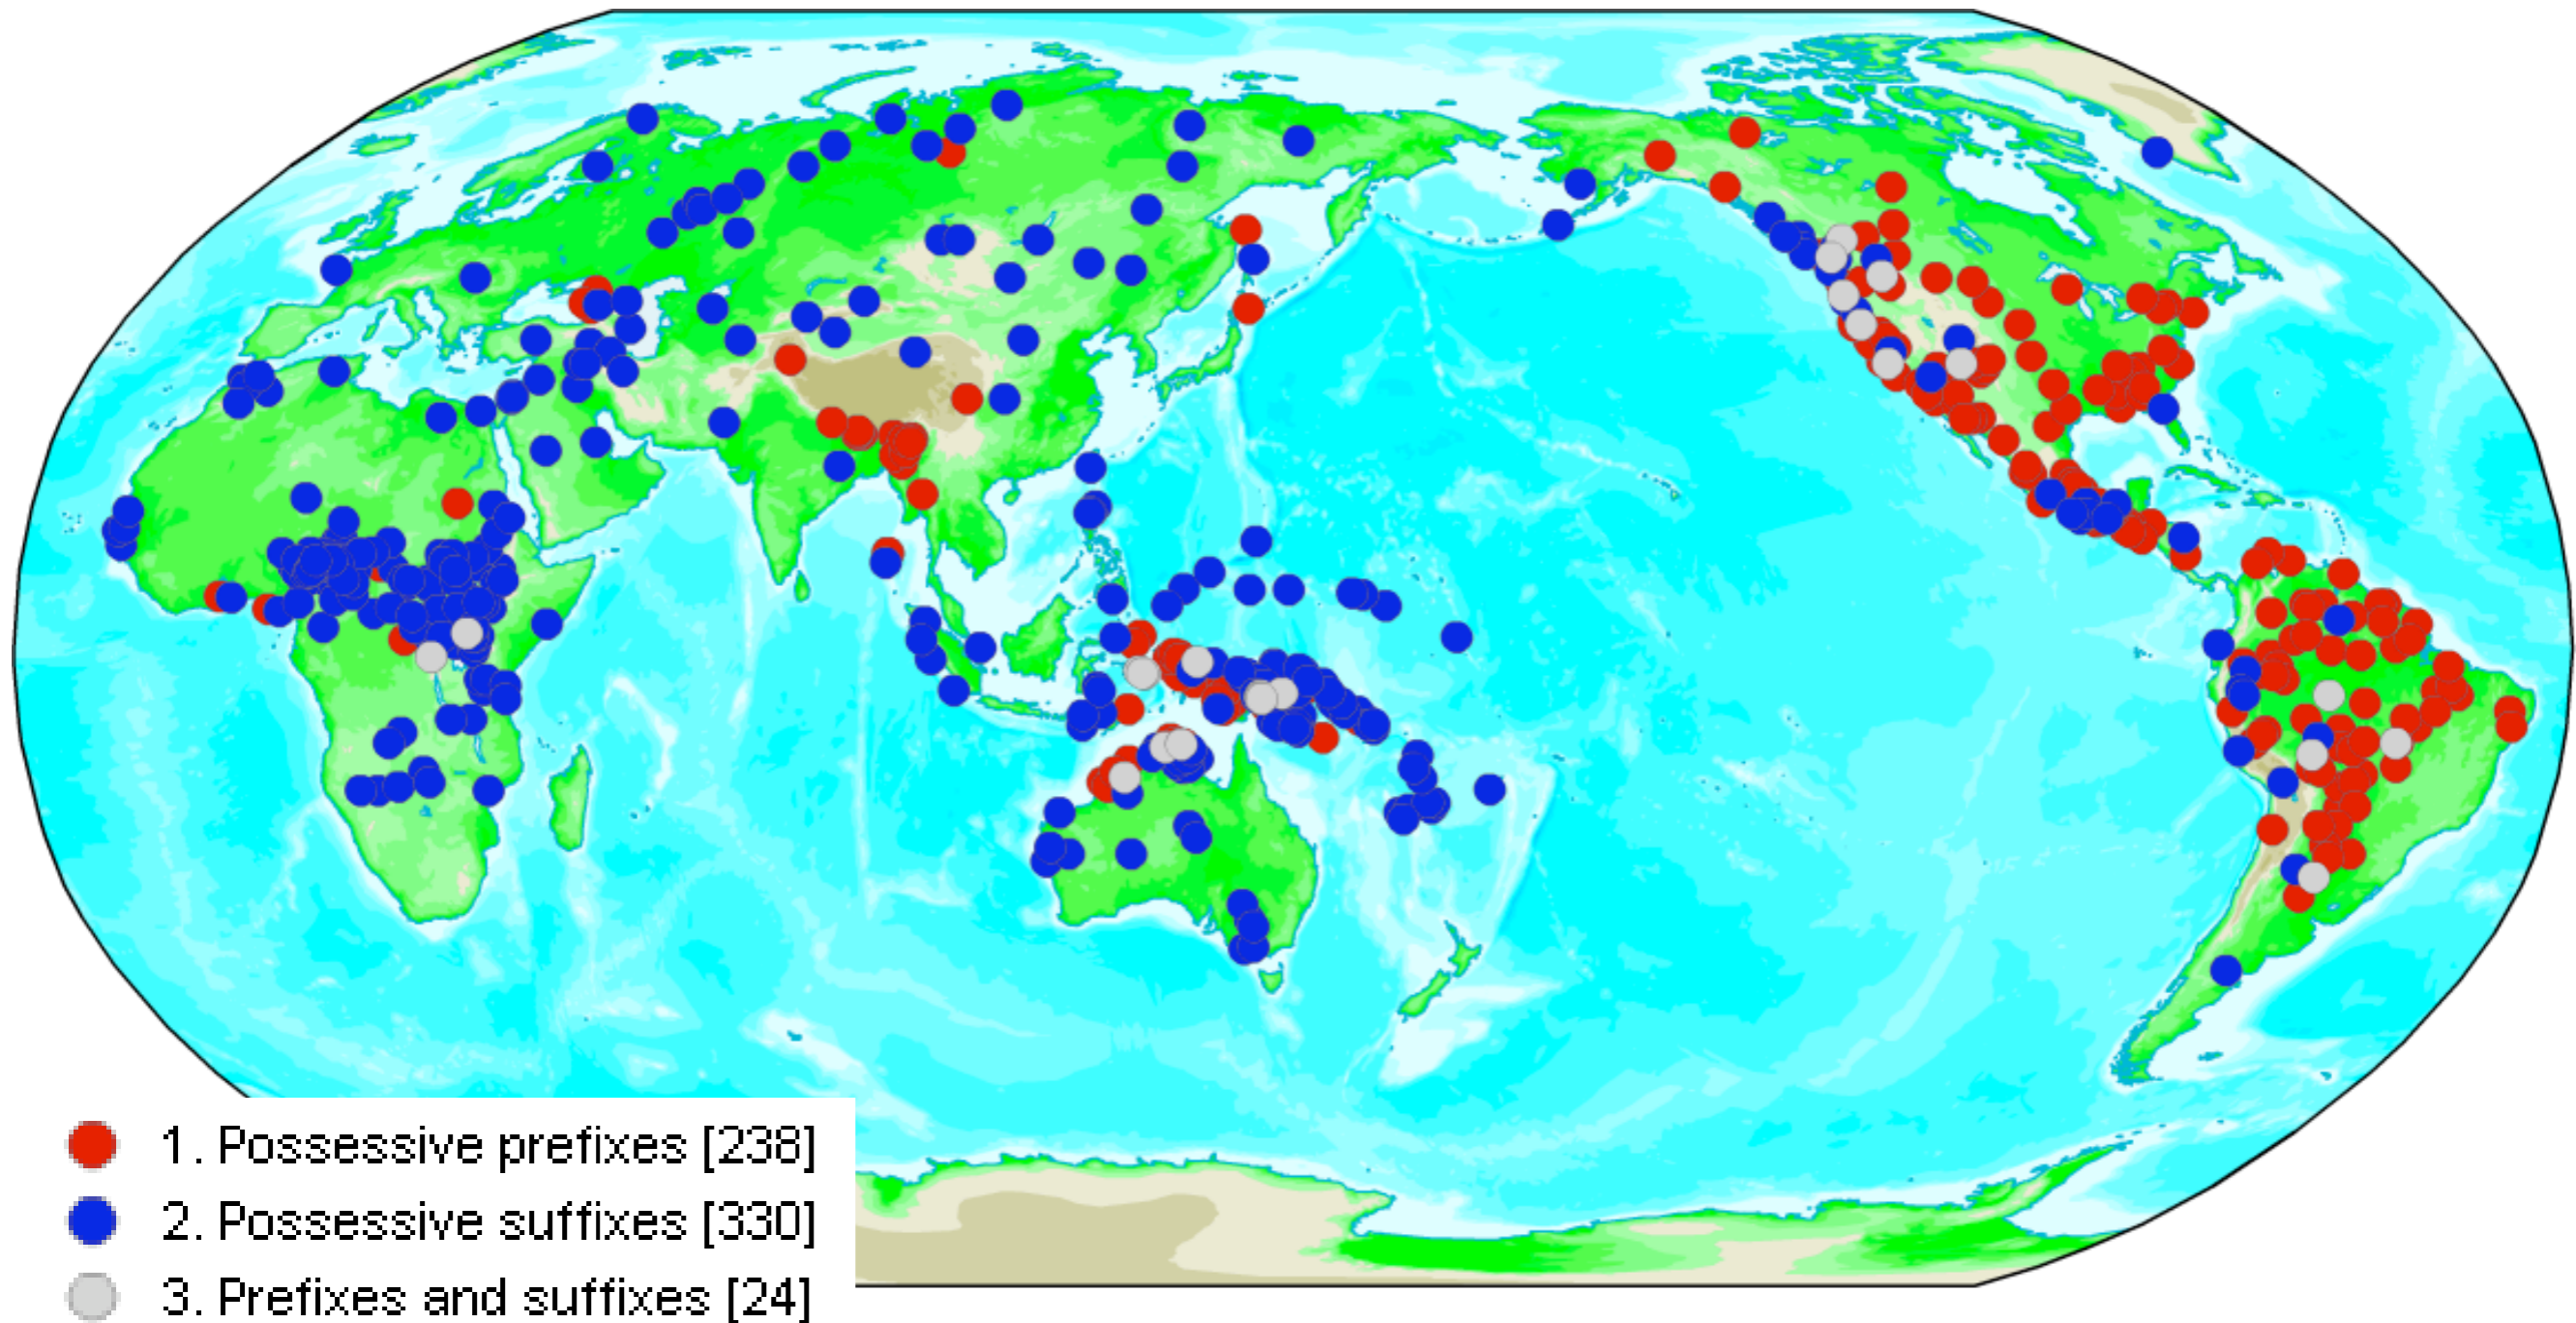 1. Possessive prefixes [238]
2. Possessive suffixes [330]
3. Prefixes and suffixes [24]